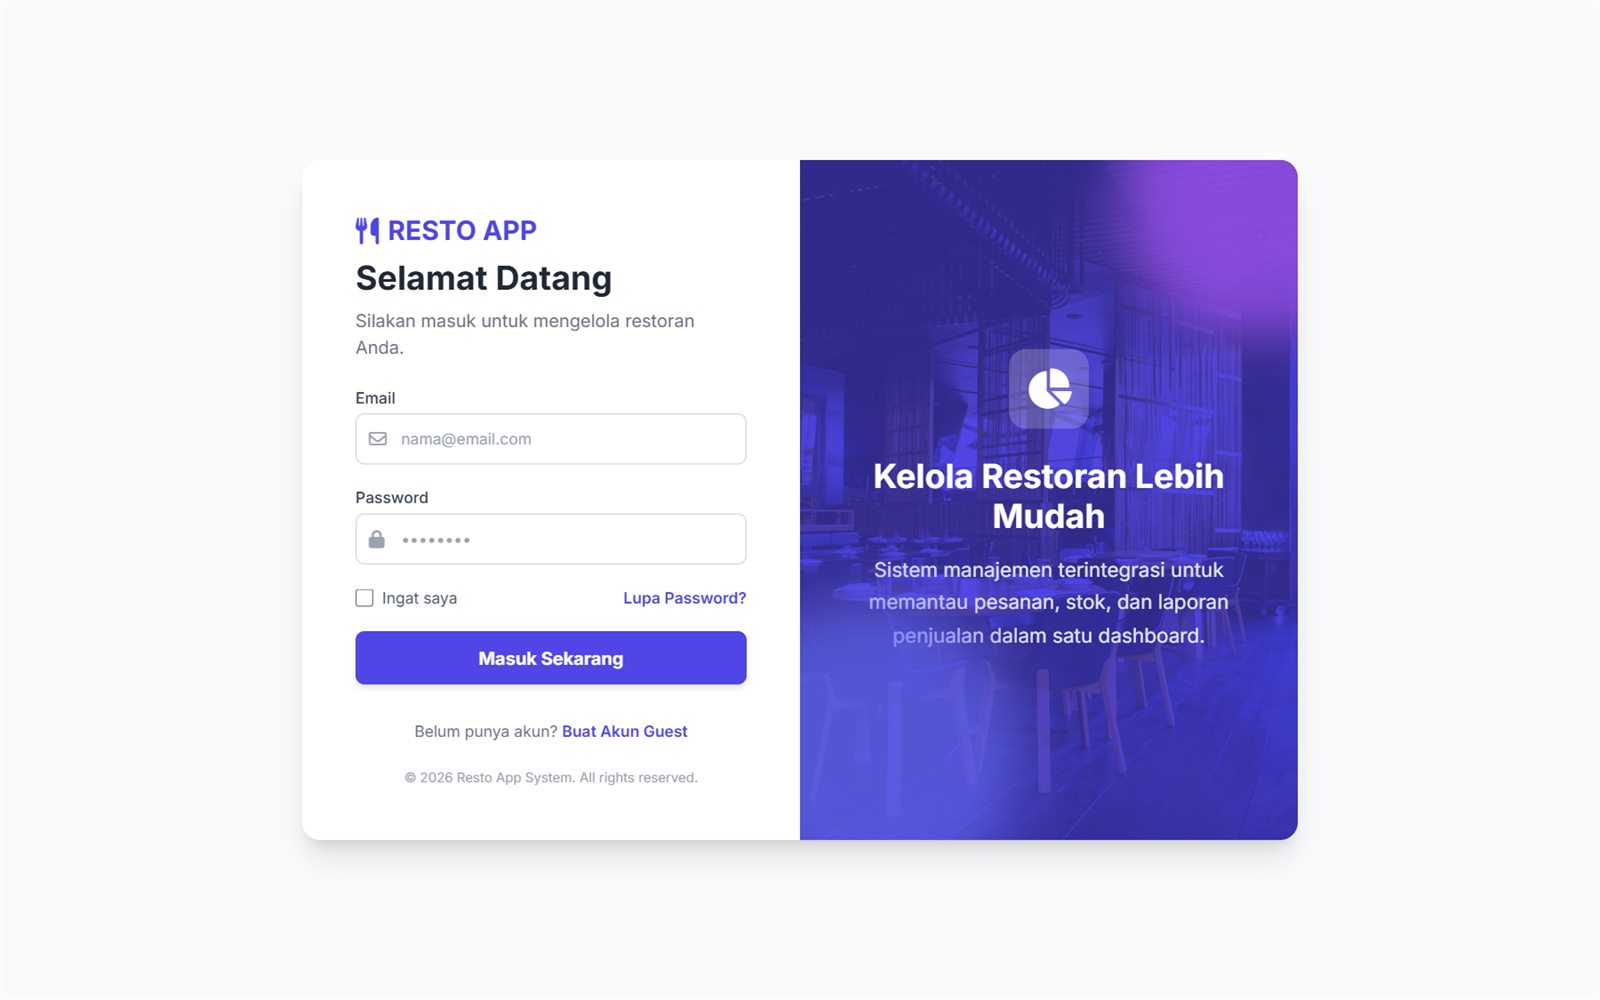 RESTO APP
Selamat Datang
Silakan masuk untuk mengelola restoran
Anda.
Email
nama@email.com
Password
••••••••
Ingat saya
Lupa Password?
Masuk Sekarang
Belum punya akun? Buat Akun Guest
© 2026 Resto App System. All rights reserved.
Kelola Restoran Lebih
Mudah
Sistem manajemen terintegrasi untuk
memantau pesanan, stok, dan laporan
penjualan dalam satu dashboard.